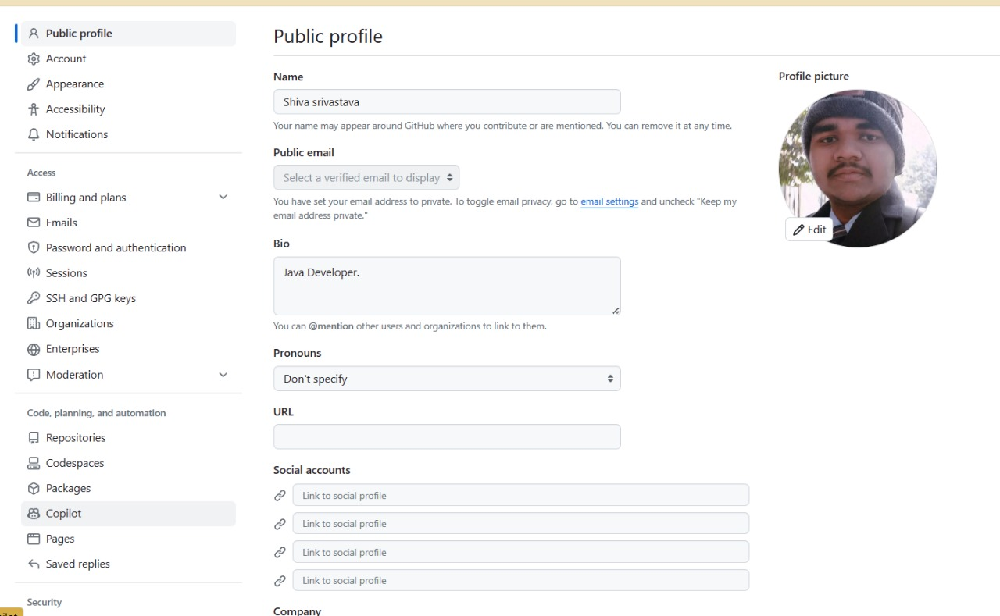 Public profile
Account
Appearance
Accessibility
Notifications
Access
Billing and plans
Emails
Password and authentication
Sessions
SSH and GPG keys
Organizations
Enterprises
Moderation
Code, planning, and automation
Repositories
Codespaces
Packages
Copilot
Pages
Saved replies
Security
Public profile
Name
Shiva srivastava
Your name may appear around GitHub where you contribute or are mentioned. You can remove it at any time.
Public email
Select a verified email to display
You have set your email address to private. To toggle email privacy, go to email settings and uncheck "Keep my
email address private."
Bio
Java Developer.
You can @mention other users and organizations to link to them.
Pronouns
Don't specify
URL
Social accounts
Link to social profile
Link to social profile
Link to social profile
Link to social profile
Company
Profile picture
Edit